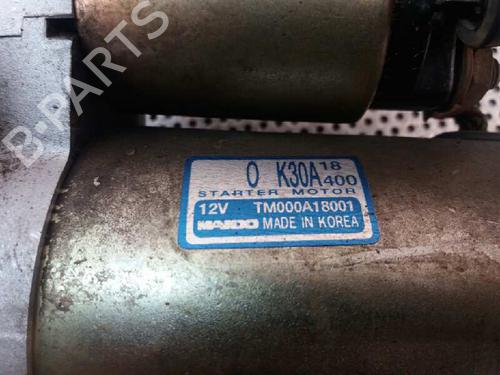 B-PARTS
0 K30A 18 400
STARTER MOTOR
12V TM000A18001
MANDO MADE IN KOREA